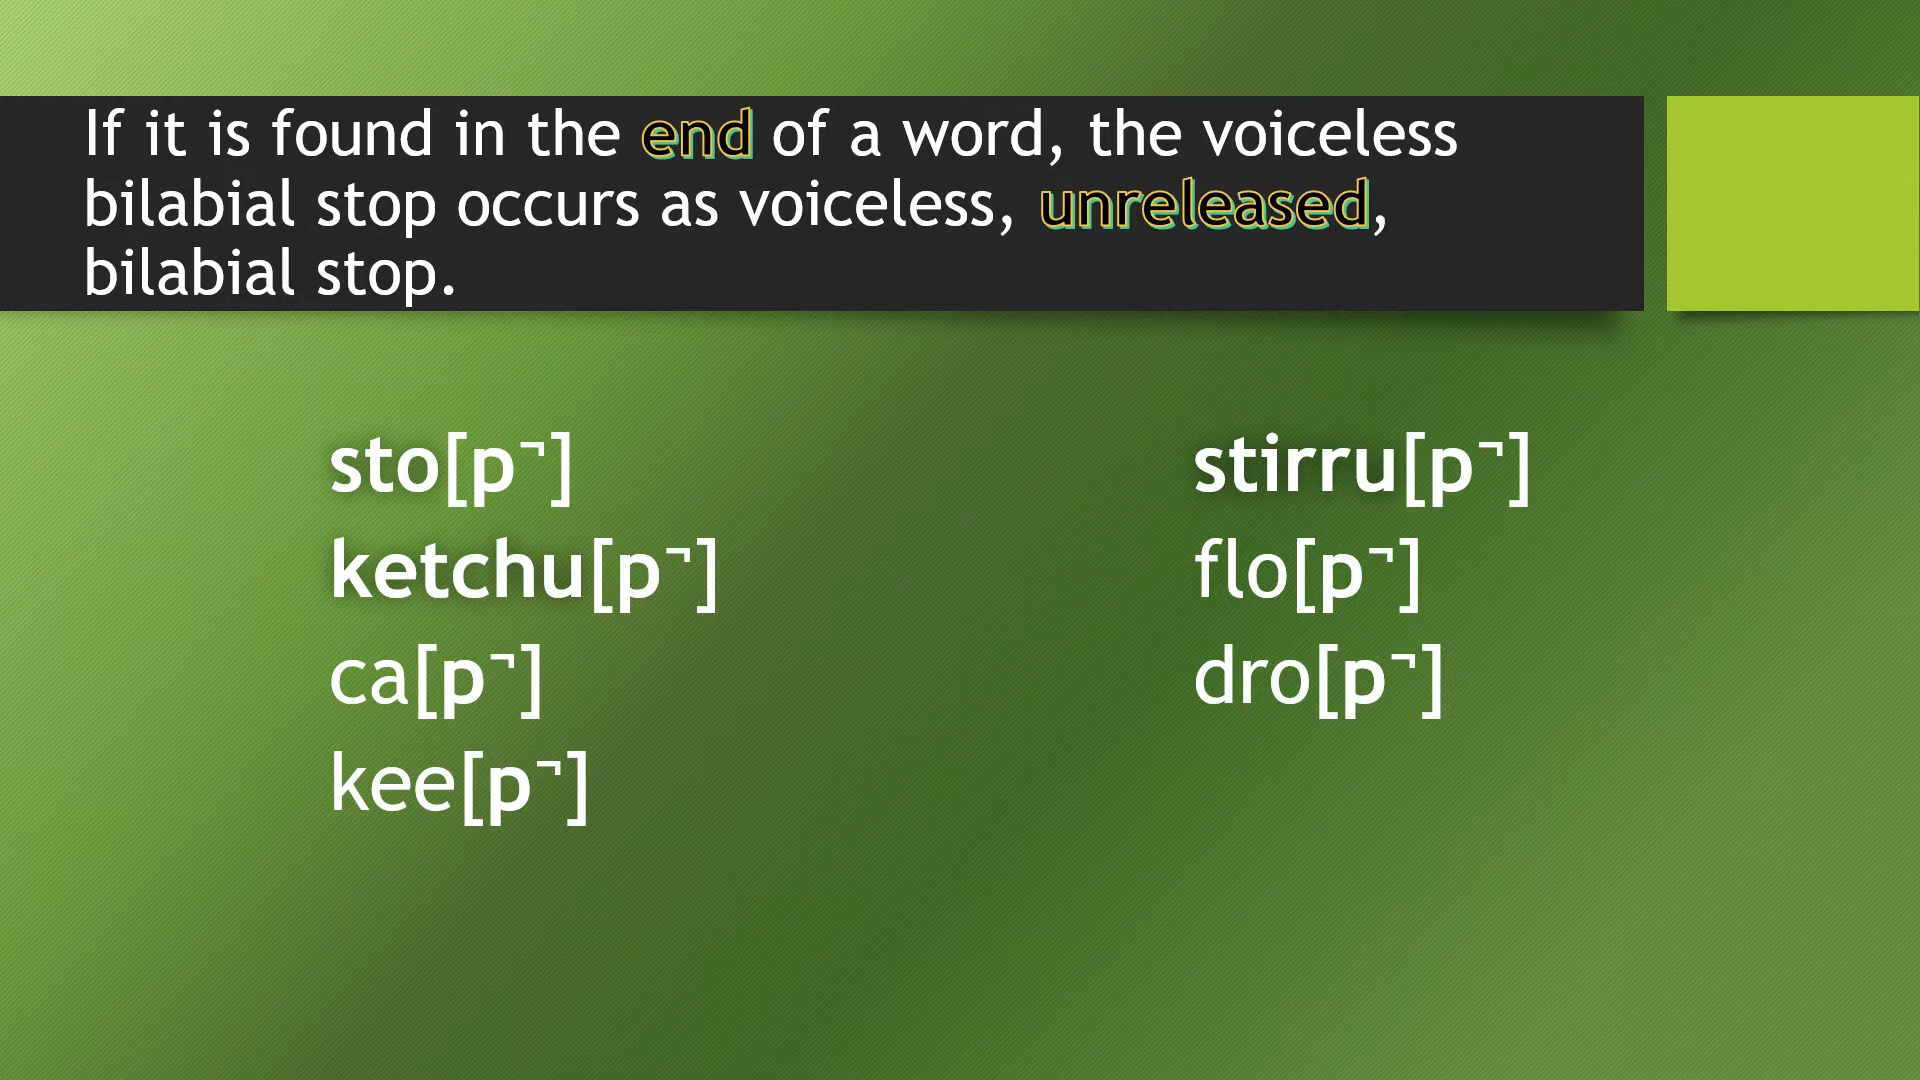 If it is found in the end of a word, the voiceless
bilabial stop occurs as voiceless, unreleased,
bilabial stop.
sto[p¬]
ketchu[p¬]
ca[p¬]
kee[p¬]
stirru[p¬]
flo[p¬]
dro[p¬]